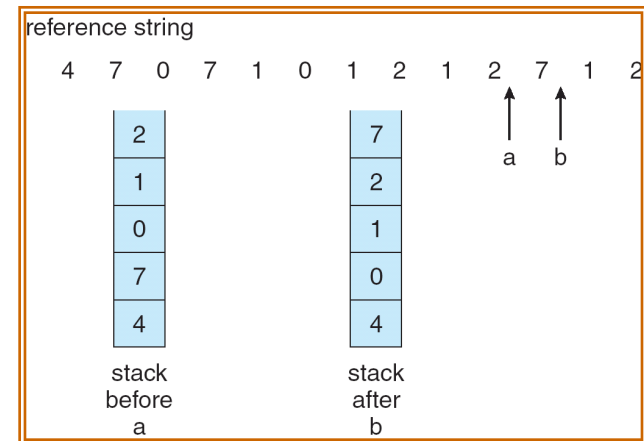 reference string
4 7 0 7 1 0 1 2 1 2 7 1 2
a b
2 7
1 2
0 1
7 0
4 4
stack stack
before after
a b